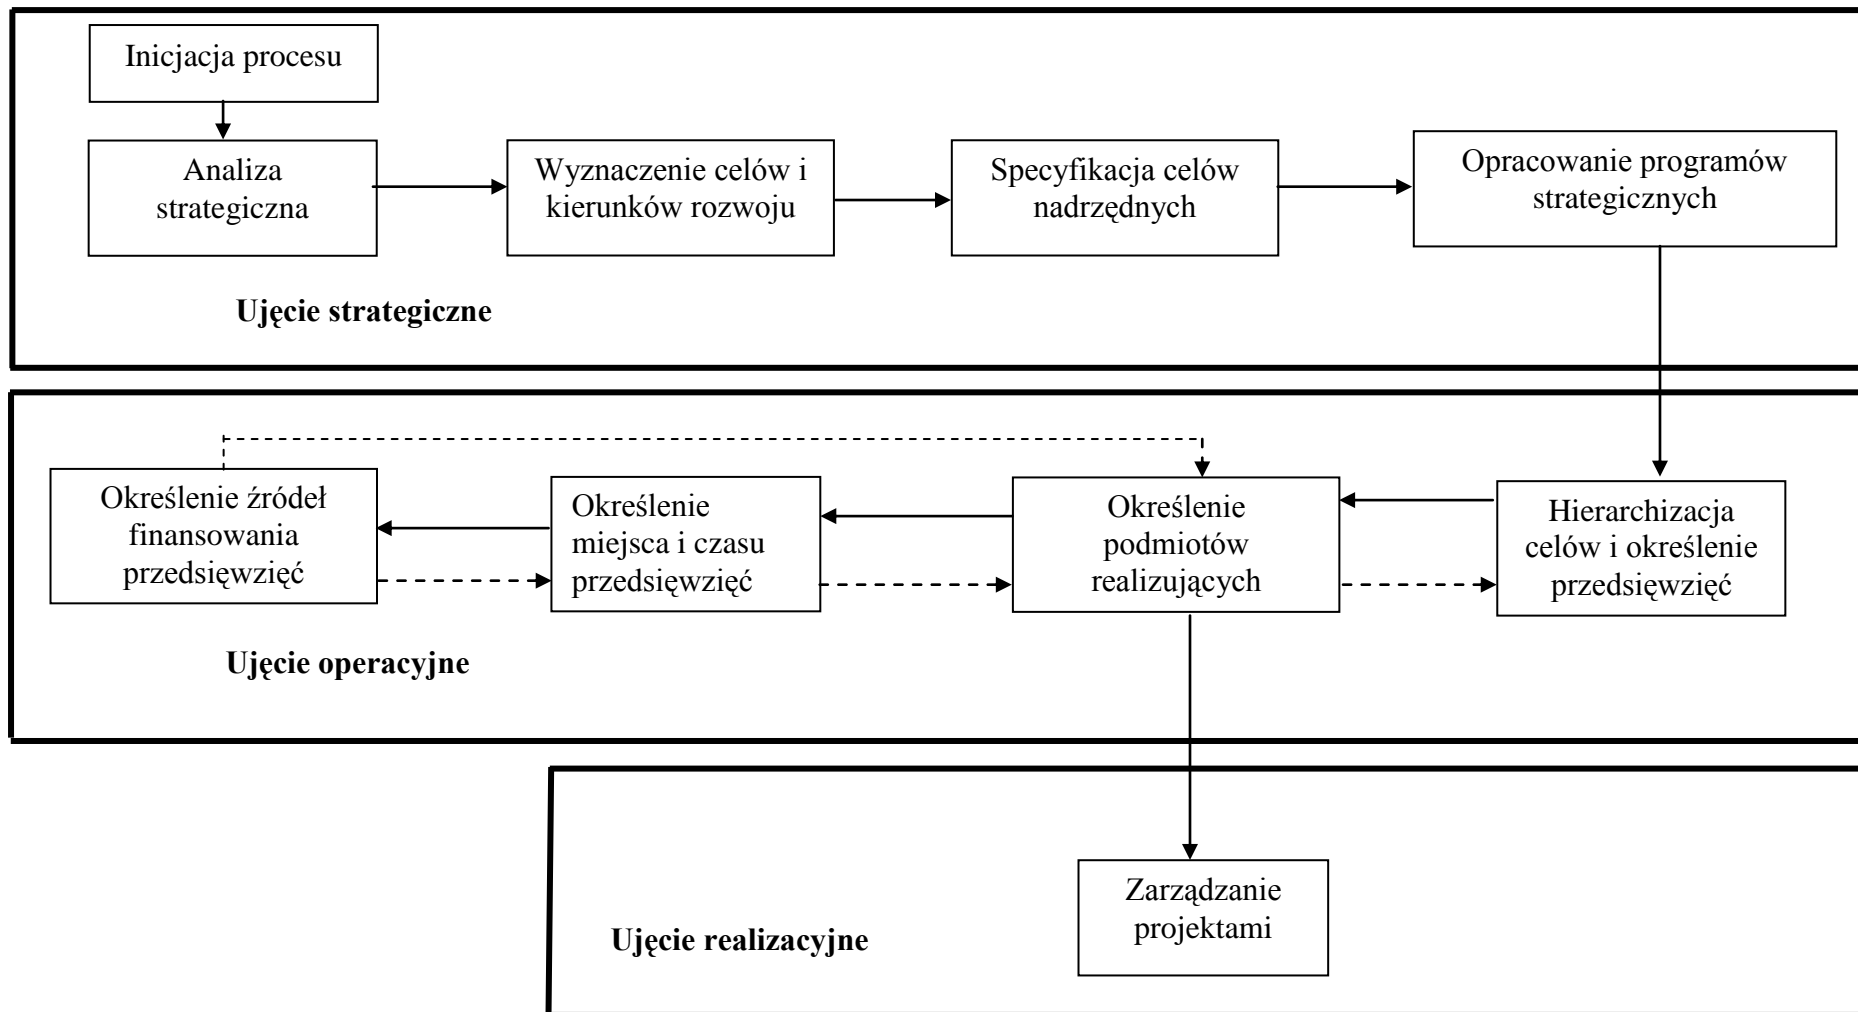 Inicjacja procesu
Analiza
strategiczna
Wyznaczenie celów i
kierunków rozwoju
Specyfikacja celów
nadrzędnych
Opracowanie programów
strategicznych
Ujęcie strategiczne
Określenie źródeł
finansowania
przedsięwzięć
Określenie
miejsca i czasu
przedsięwzięć
Określenie
podmiotów
realizujących
Hierarchizacja
celów i określenie
przedsięwzięć
Ujęcie operacyjne
Zarządzanie
projektami
Ujęcie realizacyjne